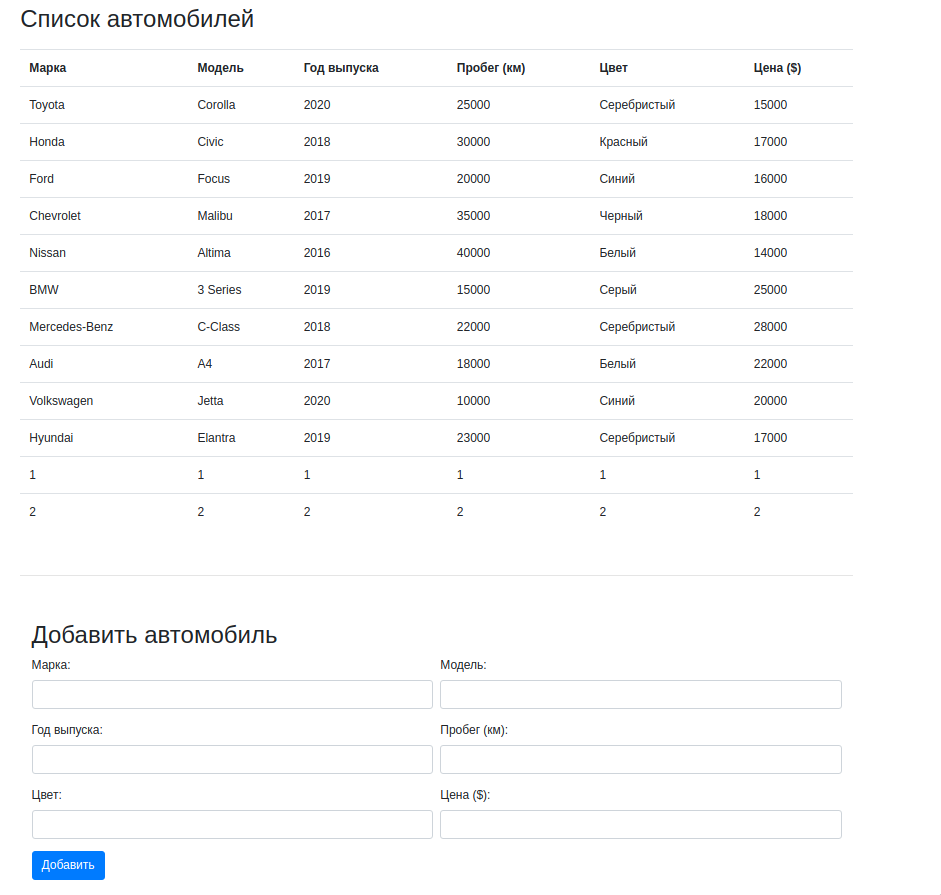 Список автомобилей
Марка Модель Год выпуска Пробег (км) Цвет Цена ($)
Toyota Corolla 2020 25000 Серебристый 15000
Honda Civic 2018 30000 Красный 17000
Ford Focus 2019 20000 Синий 16000
Chevrolet Malibu 2017 35000 Черный 18000
Nissan Altima 2016 40000 Белый 14000
BMW 3 Series 2019 15000 Серый 25000
Mercedes-Benz C-Class 2018 22000 Серебристый 28000
Audi A4 2017 18000 Белый 22000
Volkswagen Jetta 2020 10000 Синий 20000
Hyundai Elantra 2019 23000 Серебристый 17000
1 1 1 1 1 1
2 2 2 2 2 2
Добавить автомобиль
Марка: Модель:
Год выпуска: Пробег (км):
Цвет: Цена ($):
Добавить